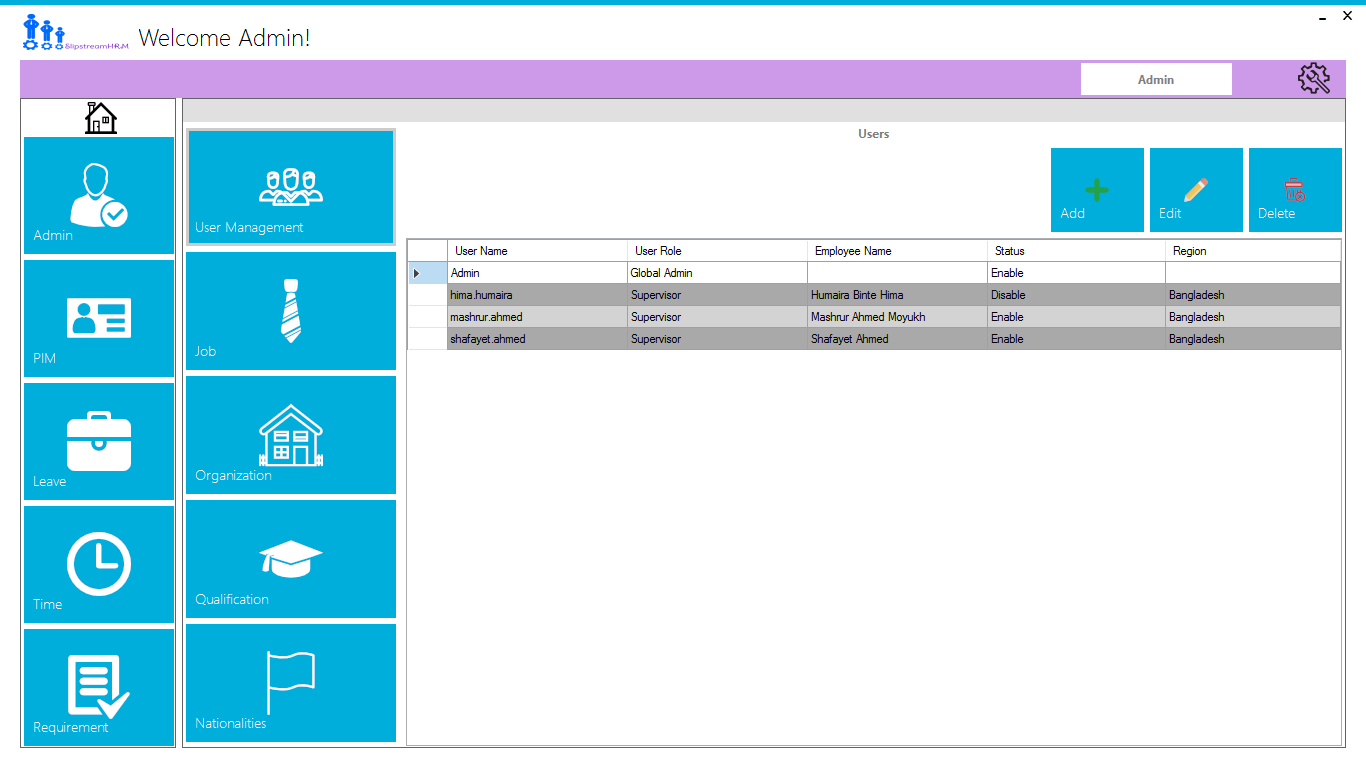 SlipstreamHRM
Welcome Admin!
Admin
Users
Admin
PIM
Leave
Time
Requirement
User Management
Job
Organization
Qualification
Nationalities
Add
Edit
Delete
User Name User Role Employee Name Status Region
Admin Global Admin Enable
hima.humaira Supervisor Humaira Binte Hima Disable Bangladesh
mashrur.ahmed Supervisor Mashrur Ahmed Moyukh Enable Bangladesh
shafayet.ahmed Supervisor Shafayet Ahmed Enable Bangladesh